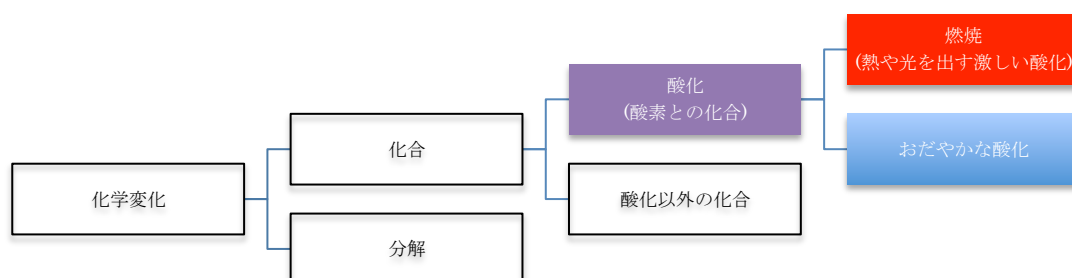 燃焼
(熱や光を出す激しい酸化)
酸化
(酸素との化合)
化合
おだやかな酸化
化学変化
酸化以外の化合
分解